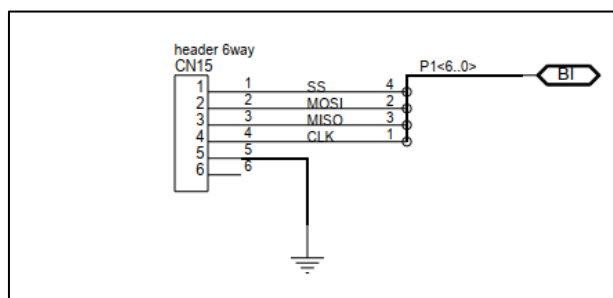 header 6way
CN15
P1<6..0>
BI
1 1 SS 4
2 2 MOSI 2
3 3 MISO 3
4 4 CLK 1
5 5
6 6